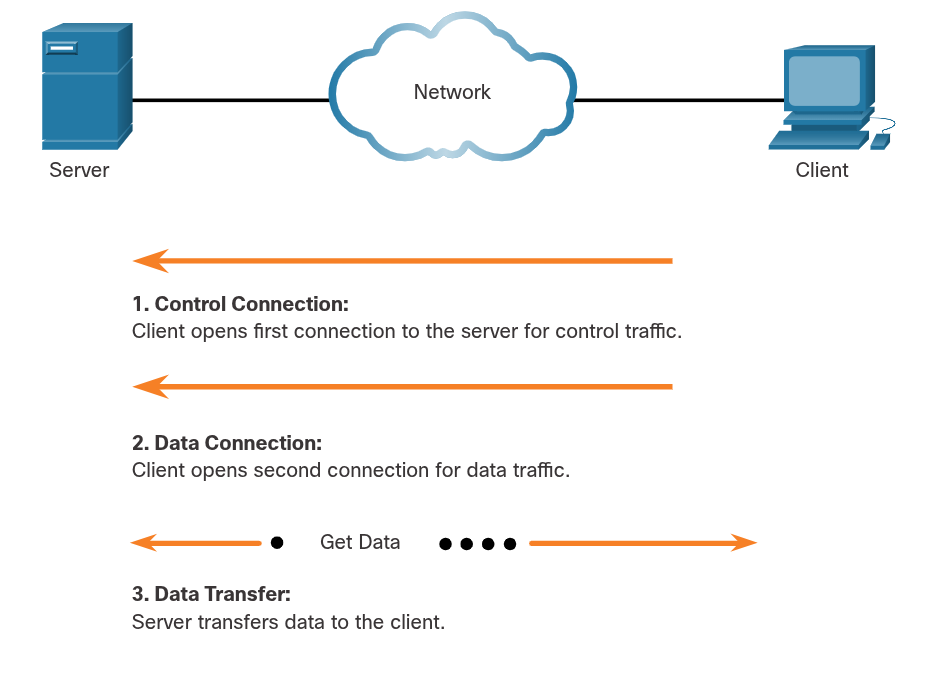 Network
Server
Client
1. Control Connection:
Client opens first connection to the server for control traffic.
2. Data Connection:
Client opens second connection for data traffic.
Get Data
3. Data Transfer:
Server transfers data to the client.